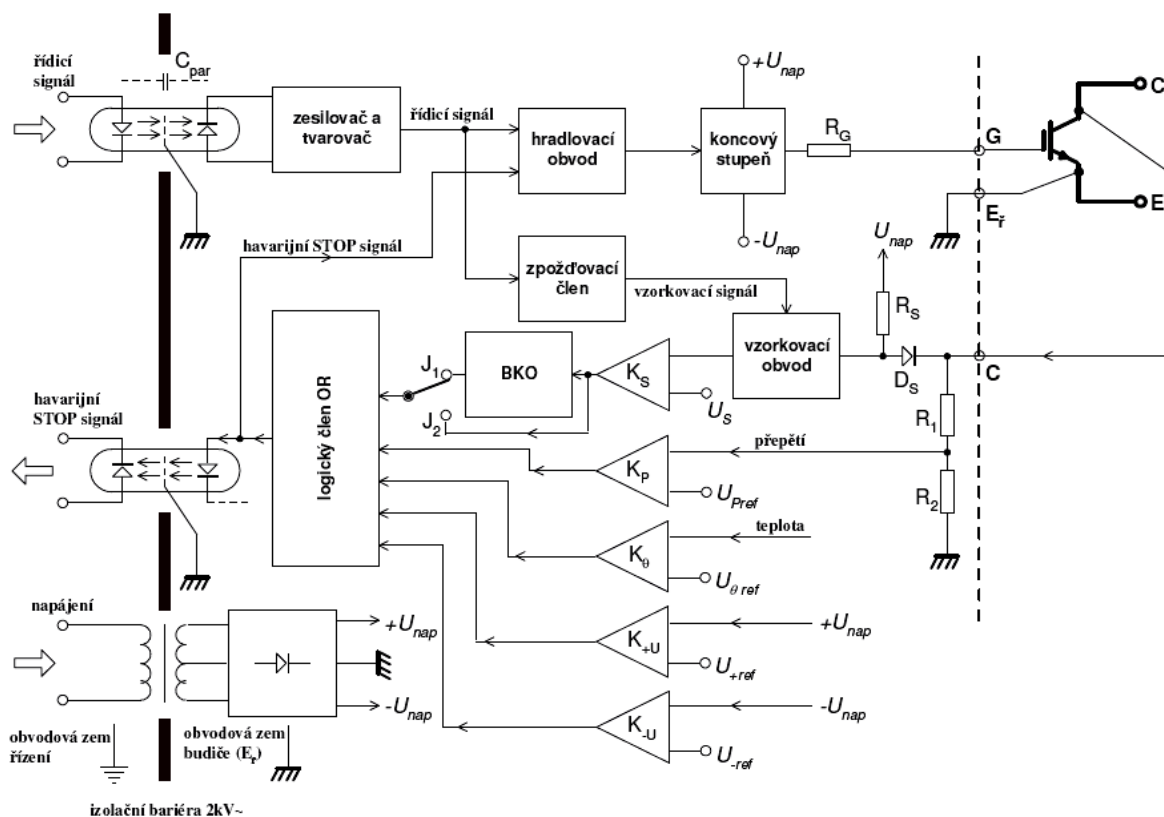 řídicí
signál
C_par
zesilovač a
tvarovač
řídicí signál
hradlovací
obvod
+U_nap
koncový
stupeň
-U_nap
R_G
G
C
E
E_ř
havarijní STOP signál
zpožďovací
člen
vzorkovací signál
U_nap
R_S
vzorkovací
obvod
D_S
C
J_1
J_2
BKO
K_S
U_S
havarijní
STOP signál
logický člen OR
R_1
přepětí
K_P
U_Pref
R_2
teplota
K_θ
U_θ ref
napájení
+U_nap
-U_nap
K_+U
+U_nap
U_+ref
K_-U
-U_nap
U_-ref
obvodová zem
řízení
obvodová zem
budiče (E_ř)
izolační bariéra 2kV~